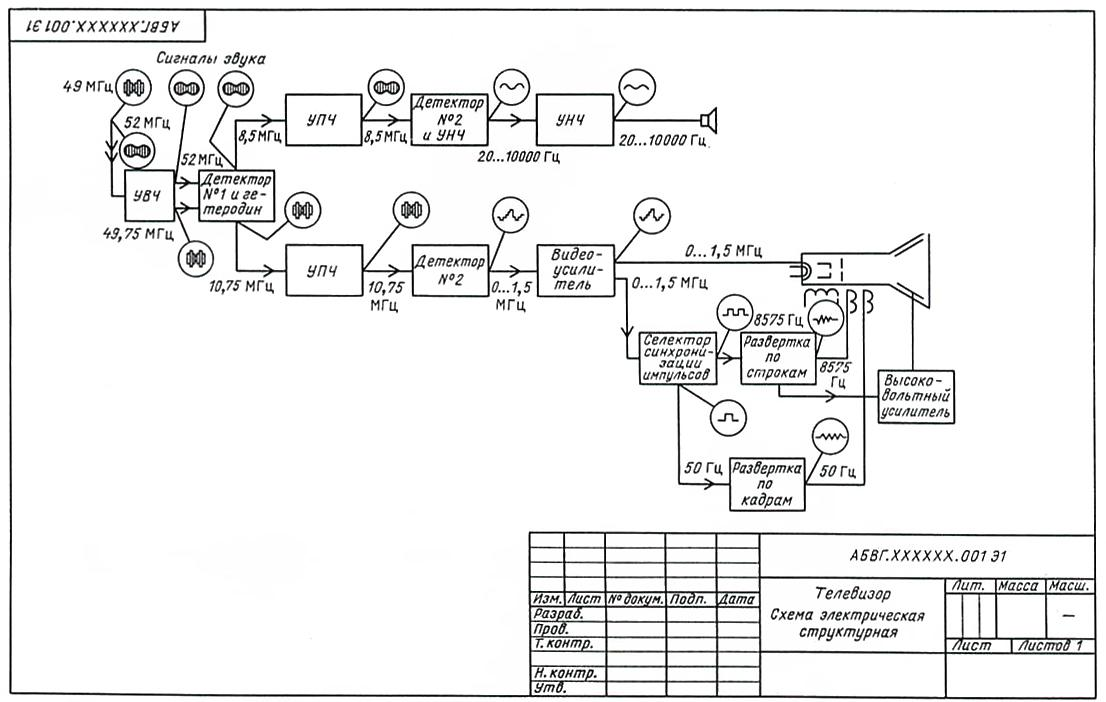 АБВГ.XXXXXX.001 Э1
Сигналы звука
49 МГц
52 МГц
52 МГц
УВЧ
49,75 МГц
Детектор
№1 и ге-
теродин
8,5 МГц
УПЧ
8,5 МГц
Детектор
№2
и УНЧ
20...10000 Гц
УНЧ
20...10000 Гц
10,75 МГц
УПЧ
10,75
МГц
Детектор
№2
0...1,5
МГц
Видео-
усили-
тель
0... 1,5 МГц
0...1,5 МГц
Селектор
синхрони-
зации
импульсов
8575 Гц
Развертка
по
строкам
8575
Гц
Высоко-
вольтный
усилитель
50 Гц
Развертка
по
кадрам
50 Гц
АБВГ.XXXXXX.001 Э1
Телевизор
Схема электрическая
структурная
Лит. Масса Масш.
—
Лист Листов 1
Изм. Лист № докум. Подп. Дата
Разраб.
Пров.
Т. контр.
Н. контр.
Утв.